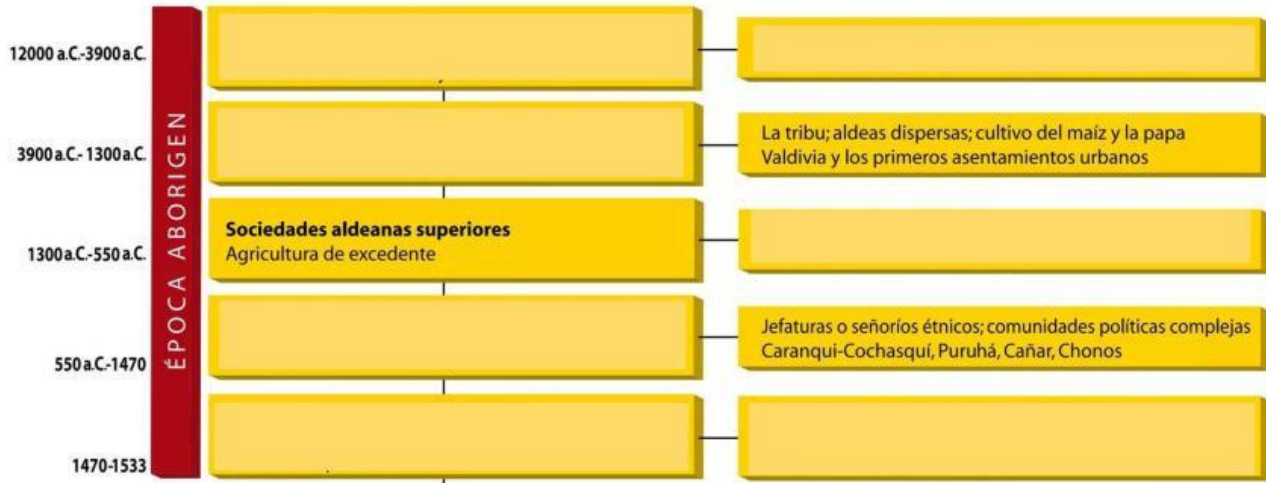 12000 a.C.-3900 a.C.
ÉPOCA ABORIGEN
3900 a.C.- 1300 a.C.
La tribu; aldeas dispersas; cultivo del maíz y la papa
Valdivia y los primeros asentamientos urbanos
1300 a.C.-550 a.C.
Sociedades aldeanas superiores
Agricultura de excedente
550 a.C.-1470
Jefaturas o señoríos étnicos; comunidades políticas complejas
Caranqui-Cochasquí, Puruhá, Cañar, Chonos
1470-1533